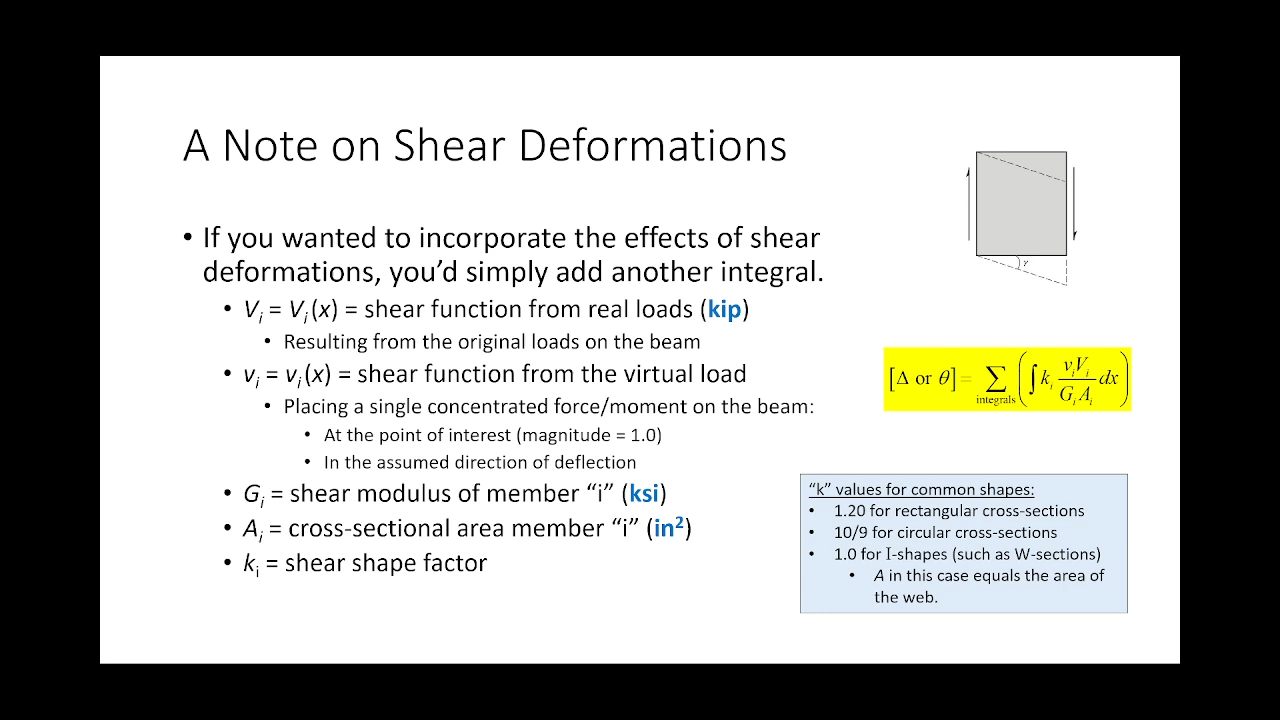 A Note on Shear Deformations
• If you wanted to incorporate the effects of shear
deformations, you’d simply add another integral.
• Vᵢ = Vᵢ(x) = shear function from real loads (kip)
• Resulting from the original loads on the beam
• vᵢ = vᵢ(x) = shear function from the virtual load
• Placing a single concentrated force/moment on the beam:
• At the point of interest (magnitude = 1.0)
• In the assumed direction of deflection
• Gᵢ = shear modulus of member “i” (ksi)
• Aᵢ = cross-sectional area member “i” (in²)
• kᵢ = shear shape factor
γ
[Δ or θ] = ∑ integrals (∫ kᵢ vᵢVᵢ / GᵢAᵢ dx)
“k” values for common shapes:
• 1.20 for rectangular cross-sections
• 10/9 for circular cross-sections
• 1.0 for I-shapes (such as W-sections)
• A in this case equals the area of
the web.